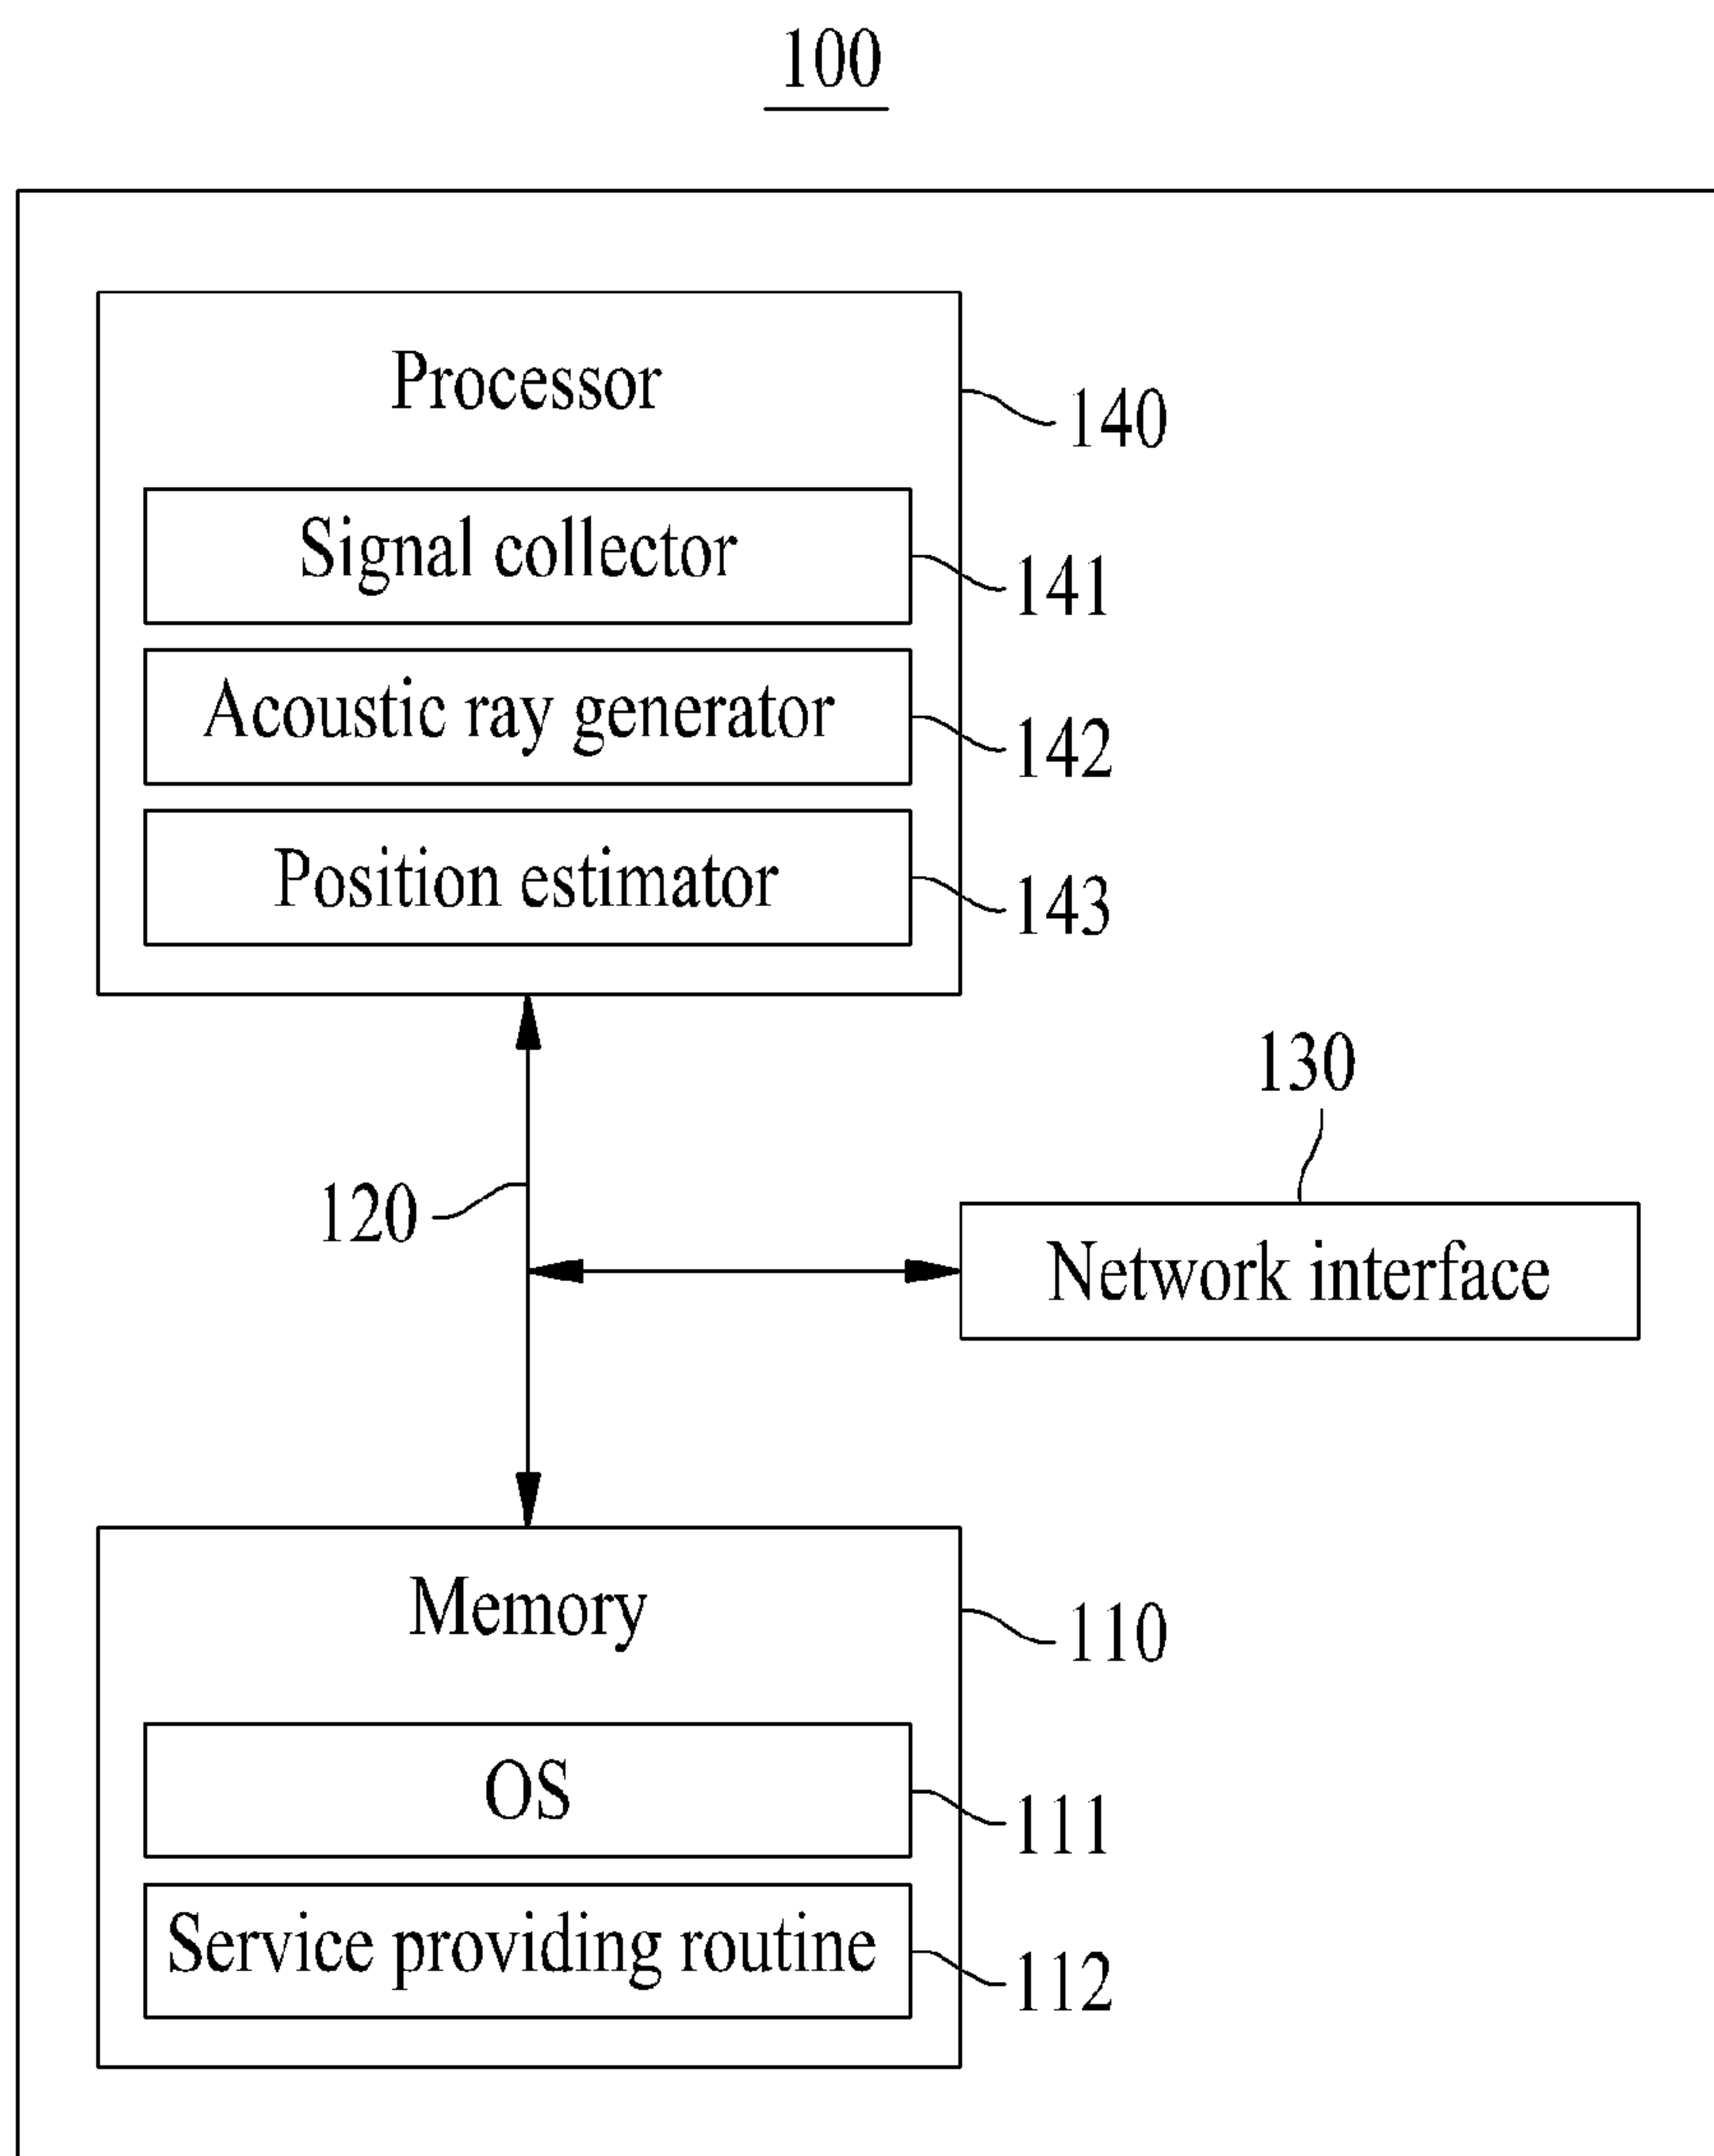 100
Processor
140
Signal collector
141
Acoustic ray generator
142
Position estimator
143
130
120
Network interface
Memory
110
OS
111
Service providing routine
112